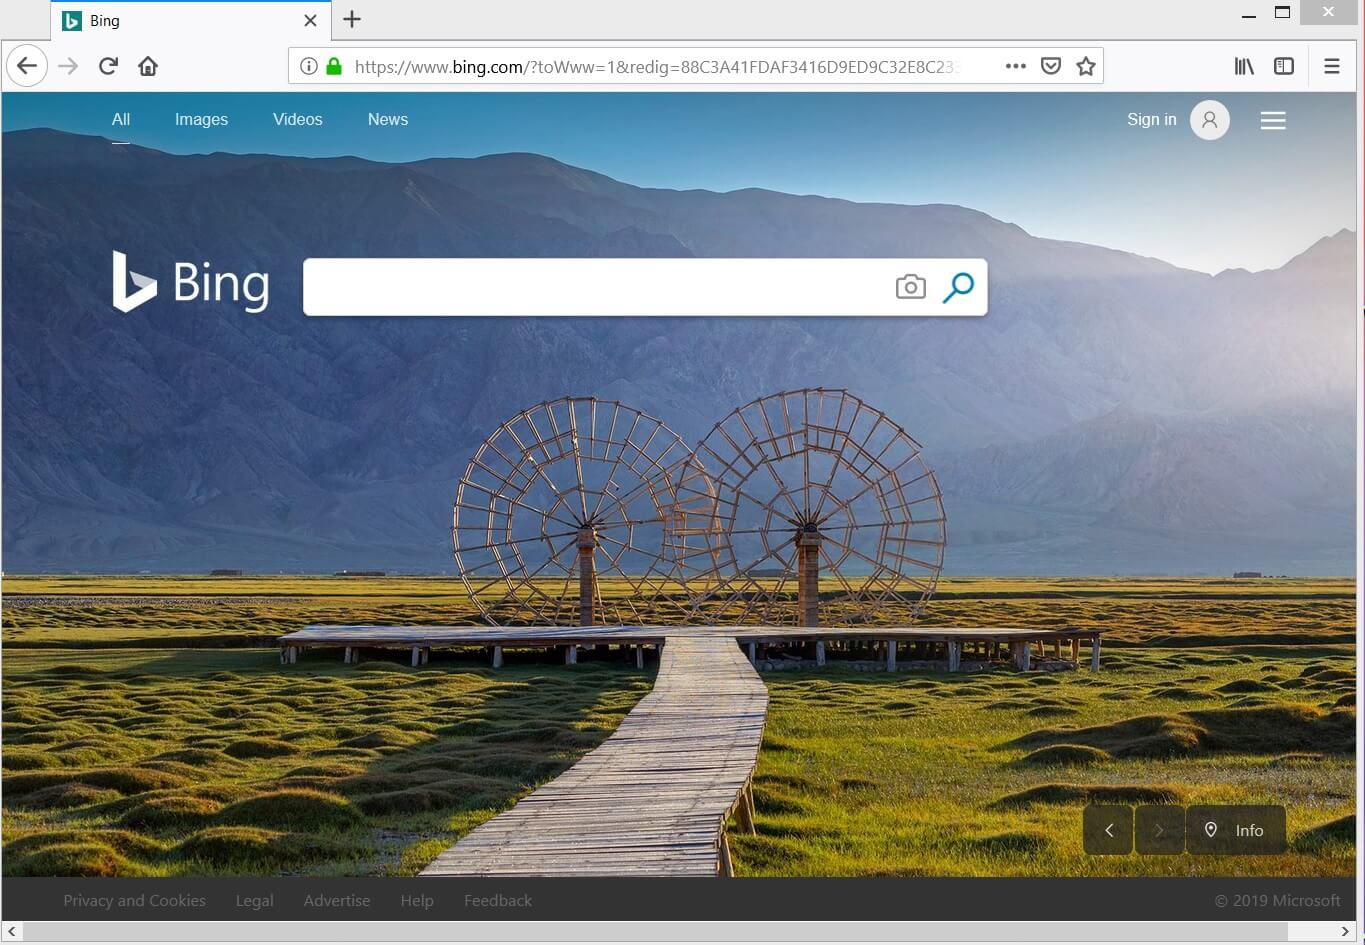 Bing
https://www.bing.com/?toWww=1&redig=88C3A41FDAF3416D9ED9C32E8C233
All Images Videos News Sign in
Bing
Info
Privacy and Cookies Legal Advertise Help Feedback © 2019 Microsoft